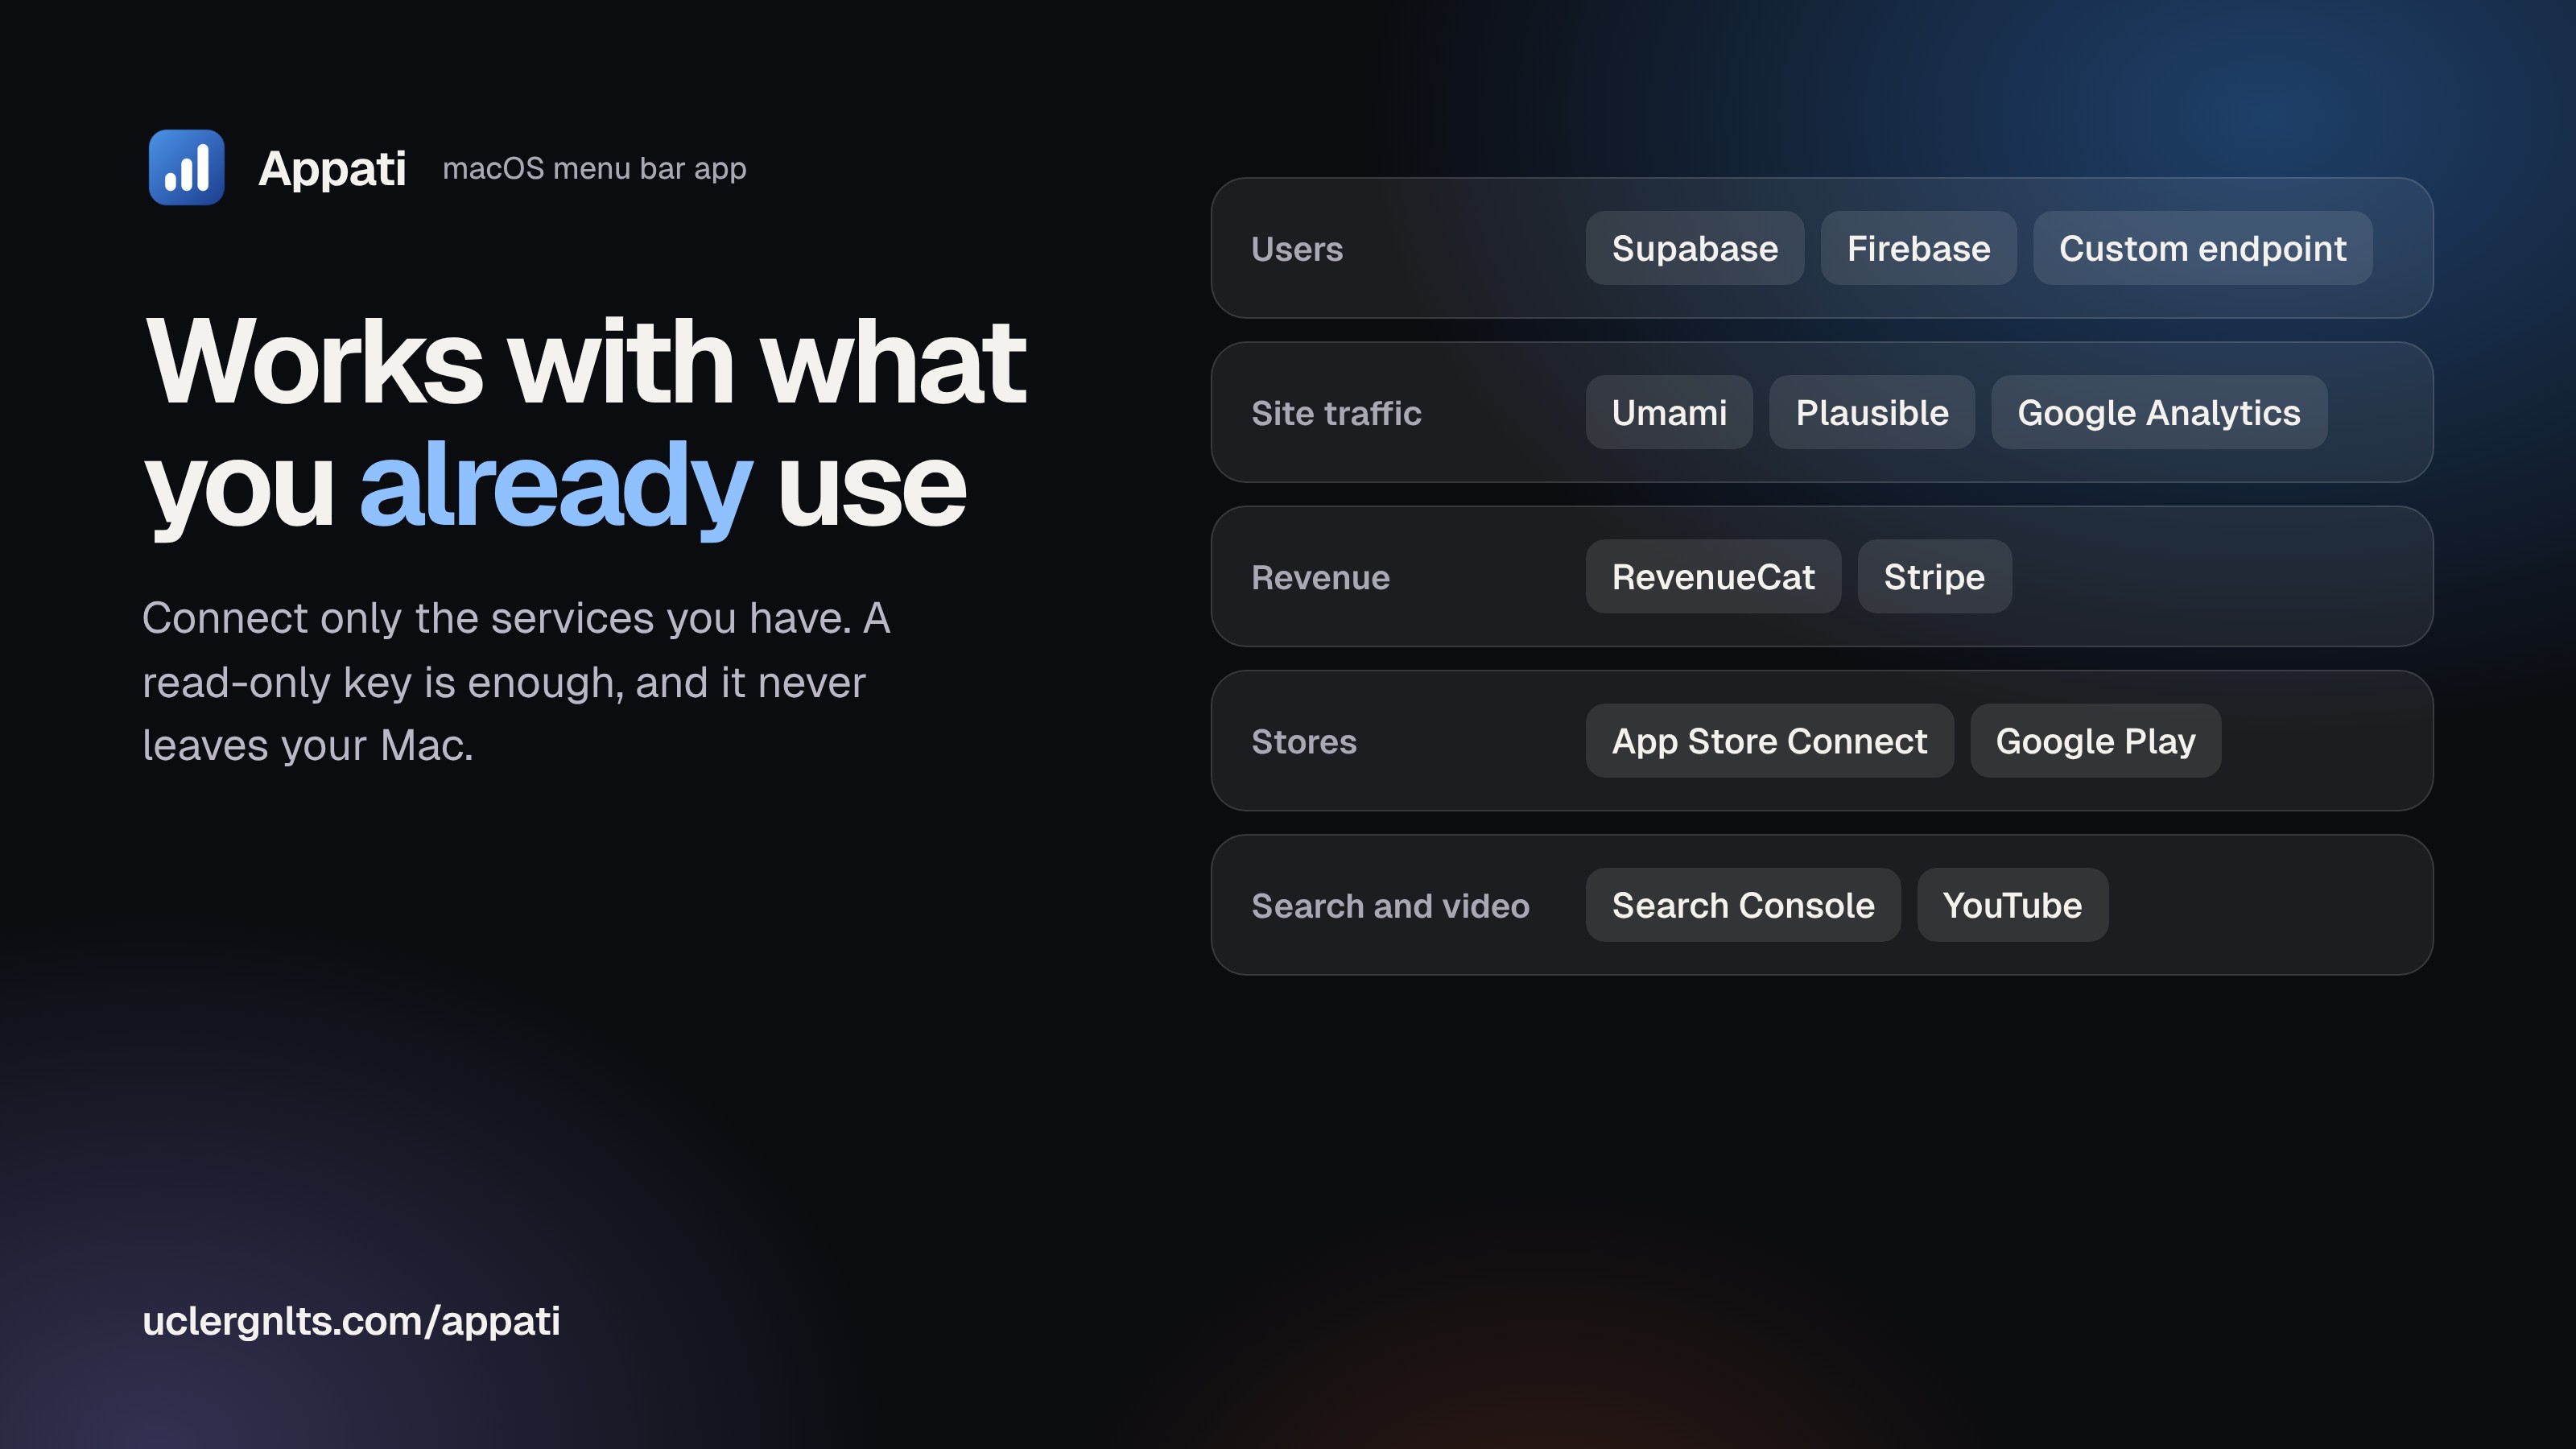 Appati macOS menu bar app
Works with what
you already use
Connect only the services you have. A
read-only key is enough, and it never
leaves your Mac.
uclergnlts.com/appati
Users Supabase Firebase Custom endpoint
Site traffic Umami Plausible Google Analytics
Revenue RevenueCat Stripe
Stores App Store Connect Google Play
Search and video Search Console YouTube